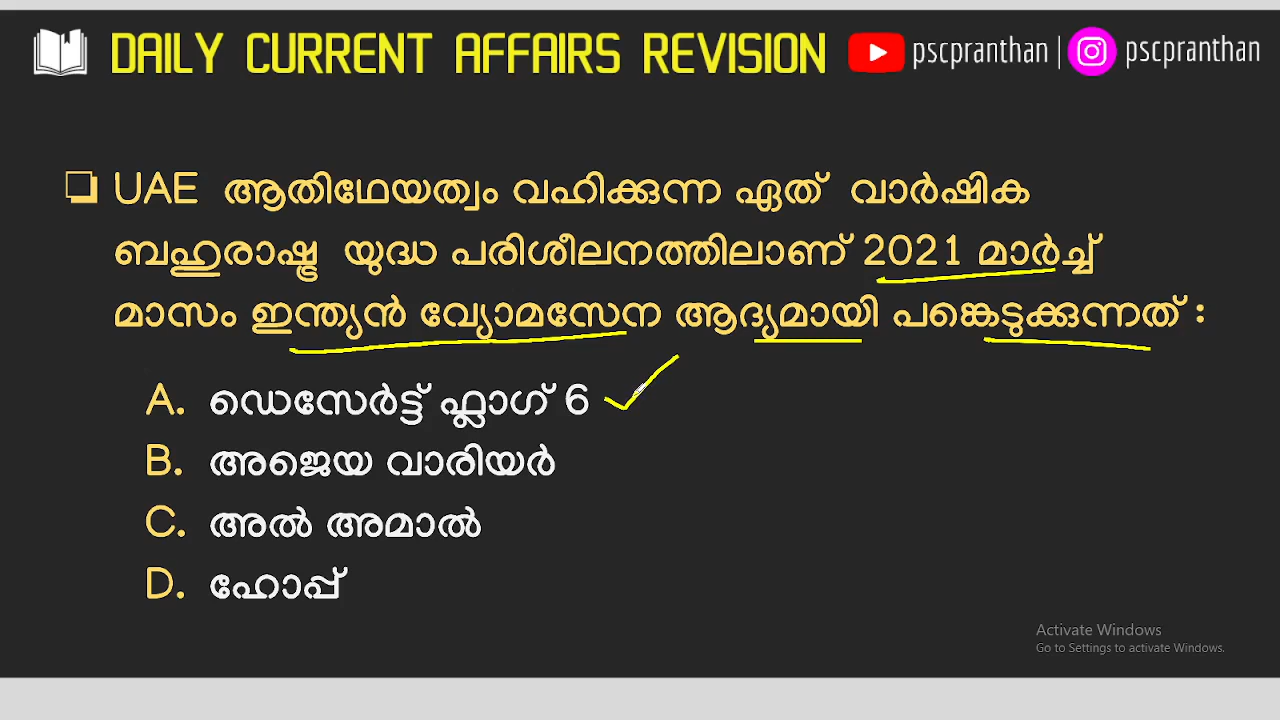 DAILY CURRENT AFFAIRS REVISION pscpranthan | pscpranthan
UAE ആതിഥേയത്വം വഹിക്കുന്ന ഏത് വാർഷിക
ബഹുരാഷ്ട്ര യുദ്ധ പരിശീലനത്തിലാണ് 2021 മാർച്ച്
മാസം ഇന്ത്യൻ വ്യോമസേന ആദ്യമായി പങ്കെടുക്കുന്നത് :
A. ഡെസേർട്ട് ഫ്ലാഗ് 6
B. അജെയ വാരിയർ
C. അൽ അമാൽ
D. ഹോപ്പ്
Activate Windows
Go to Settings to activate Windows.